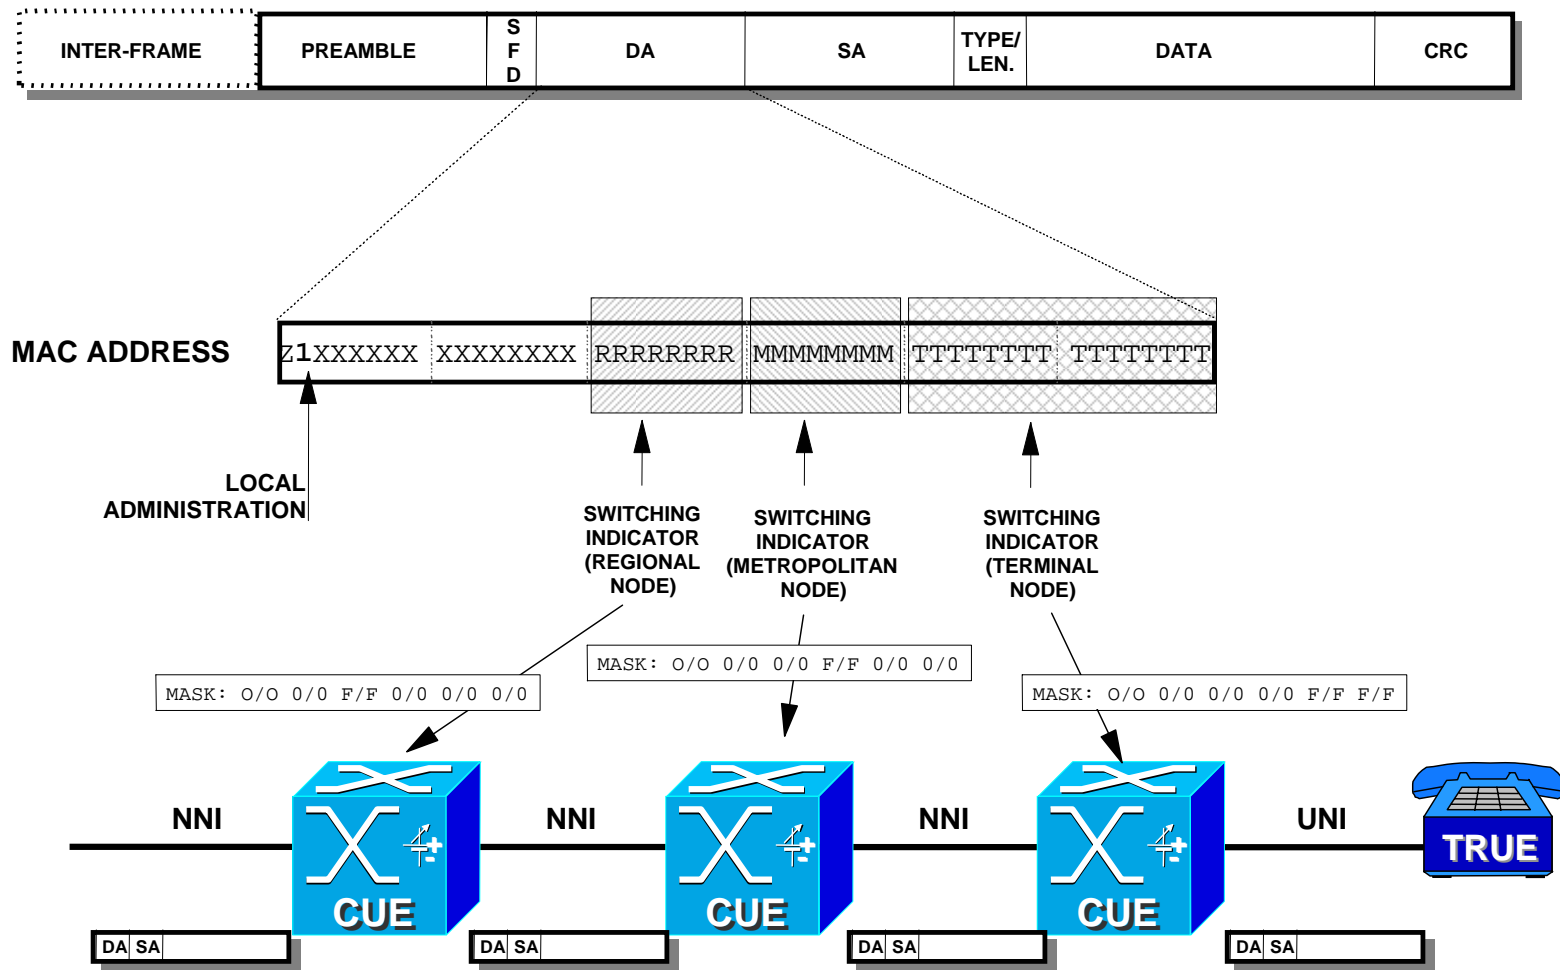 INTER-FRAME PREAMBLE SFD DA SA TYPE/ LEN. DATA CRC
MAC ADDRESS
Z1XXXXXX XXXXXXXX RRRRRRRR MMMMMMMM TTTTTTTT TTTTTTTT
LOCAL
ADMINISTRATION
SWITCHING
INDICATOR
(REGIONAL
NODE)
SWITCHING
INDICATOR
(METROPOLITAN
NODE)
SWITCHING
INDICATOR
(TERMINAL
NODE)
MASK: O/O 0/0 F/F 0/0 0/0 0/0
MASK: O/O 0/0 0/0 F/F 0/0 0/0
MASK: O/O 0/0 0/0 0/0 F/F F/F
NNI
NNI
NNI
UNI
CUE
CUE
CUE
TRUE
DA SA
DA SA
DA SA
DA SA